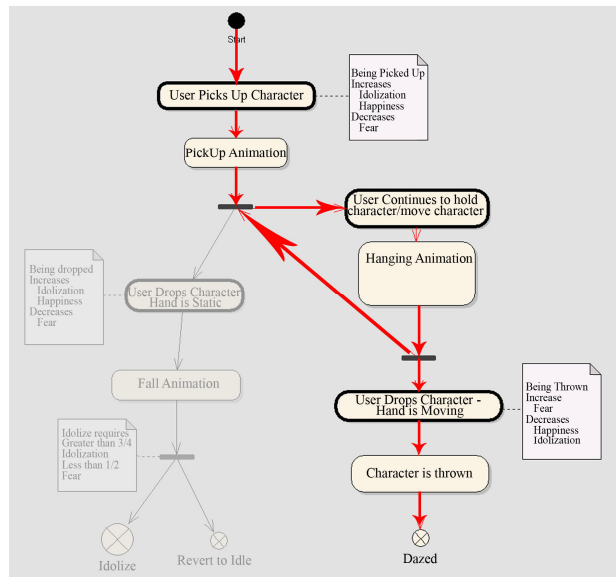 Start
User Picks Up Character
Being Picked Up
Increases
Idolization
Happiness
Decreases
Fear
PickUp Animation
User Continues to hold
character/move character
Hanging Animation
Being dropped
Increases
Idolization
Happiness
Decreases
Fear
User Drops Character
Hand is Static
Fall Animation
User Drops Character -
Hand is Moving
Being Thrown
Increase
Fear
Decreases
Happiness
Idolization
Idolize requires
Greater than 3/4
Idolization
Less than 1/2
Fear
Character is thrown
Idolize
Revert to Idle
Dazed